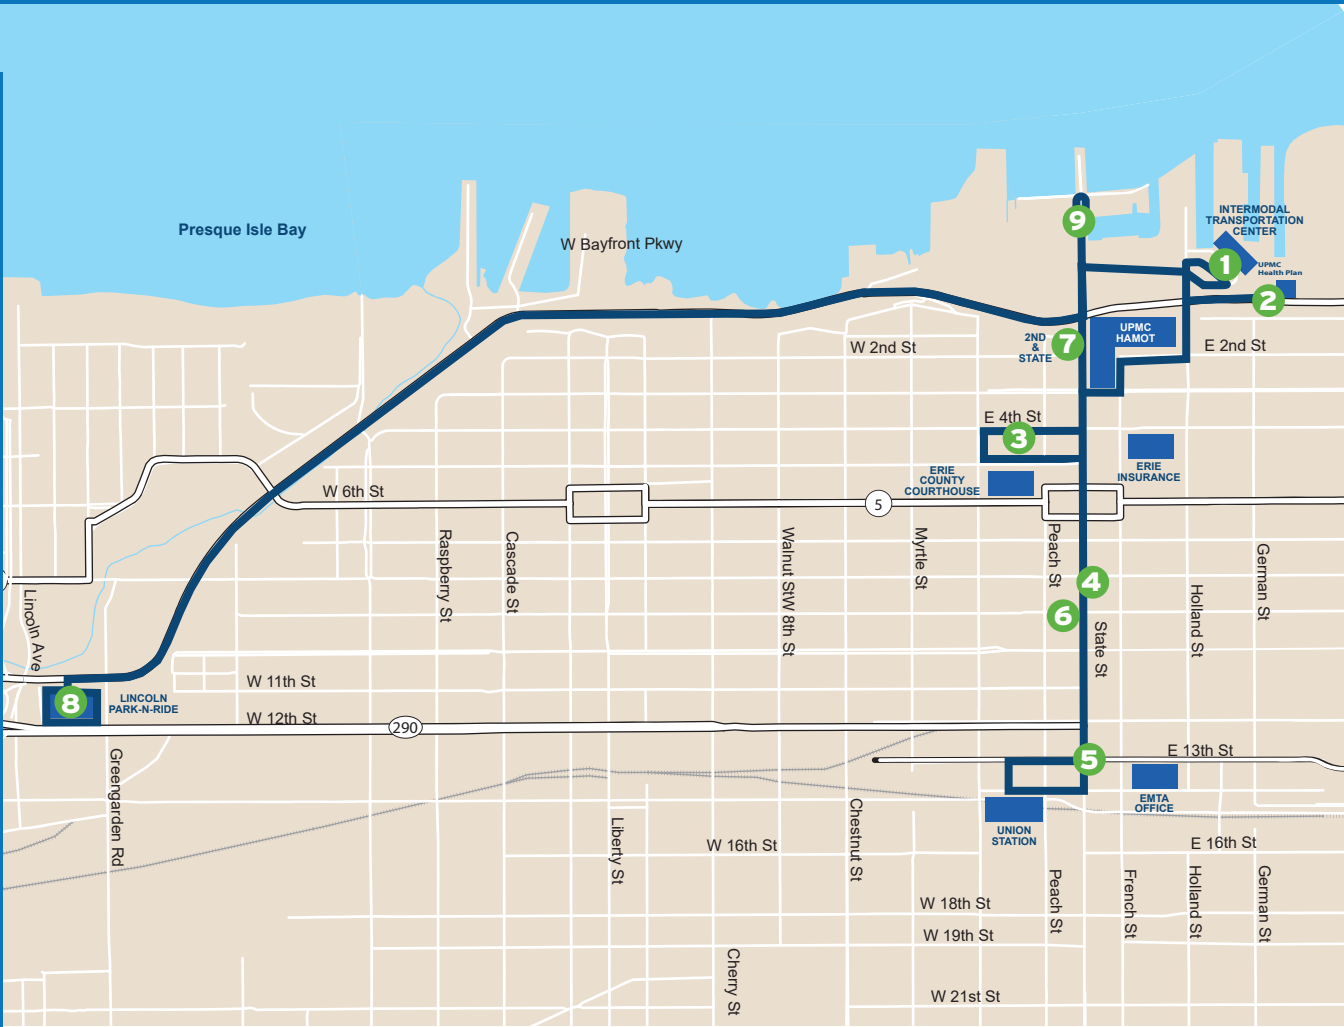 INTERMODAL
TRANSPORTATION
CENTER
9
Presque Isle Bay
W Bayfront Pkwy
1
UPMC
Health Plan
2
UPMC
HAMOT
2ND
&
STATE
7
W 2nd St
E 2nd St
E 4th St
3
ERIE
COUNTY
COURTHOUSE
ERIE
INSURANCE
W 6th St
5
Raspberry St
Cascade St
Walnut StW 8th St
Myrtle St
Peach St
German St
4
6
Holland St
State St
Lincoln Ave
W 11th St
8
LINCOLN
PARK-N-RIDE
W 12th St
290
5
E 13th St
Greengarden Rd
EMTA
OFFICE
UNION
STATION
Liberty St
Chestnut St
W 16th St
E 16th St
Peach St
French St
Holland St
German St
W 18th St
W 19th St
Cherry St
W 21st St